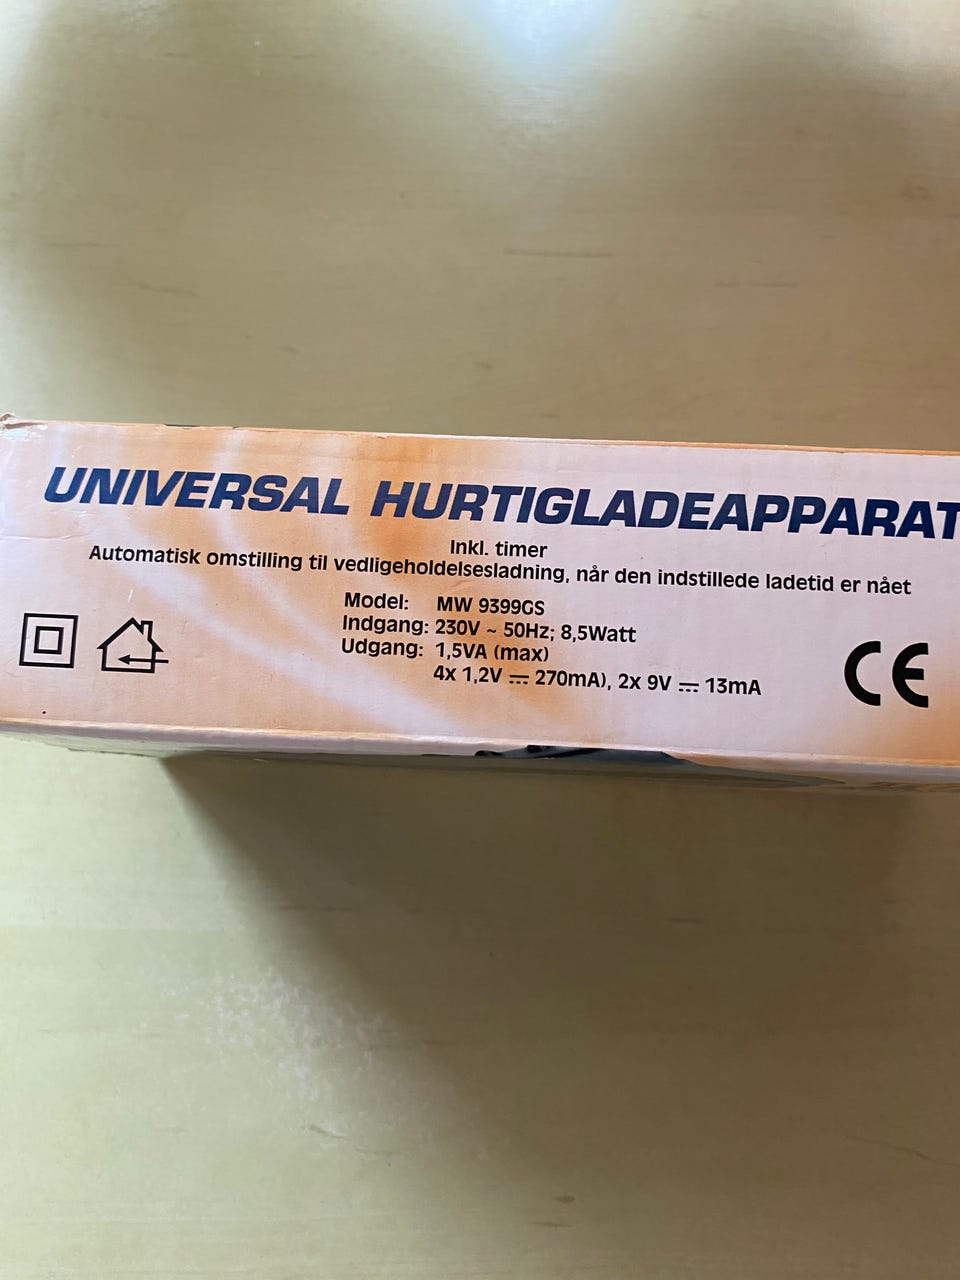 UNIVERSAL HURTIGLADEAPPARAT
Inkl. timer
Automatisk omstilling til vedligeholdelsesladning, når den indstillede ladetid er nået
Model: MW 9399GS
Indgang: 230V ~ 50Hz; 8,5Watt
Udgang: 1,5VA (max)
4x 1,2V ⎓ 270mA), 2x 9V ⎓ 13mA
CE